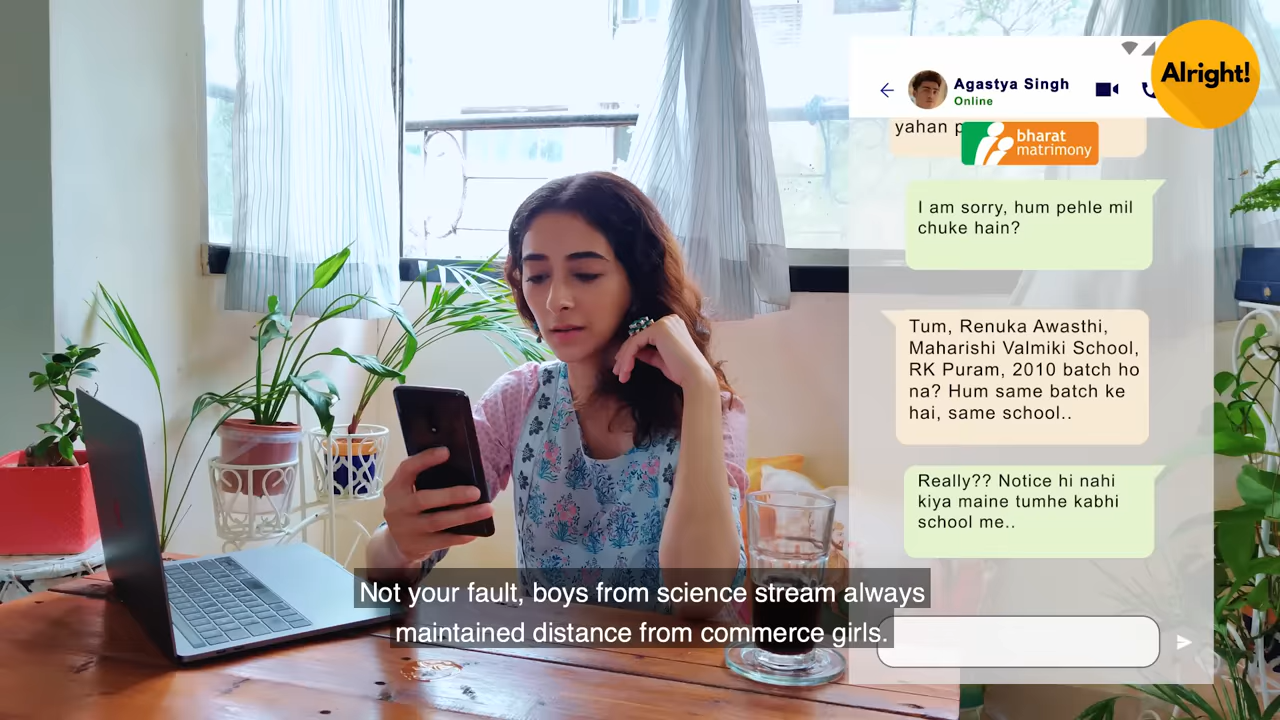 Alright!
Agastya Singh
Online
yahan p
bharat
matrimony
I am sorry, hum pehle mil
chuke hain?
Tum, Renuka Awasthi,
Maharishi Valmiki School,
RK Puram, 2010 batch ho
na? Hum same batch ke
hai, same school..
Really?? Notice hi nahi
kiya maine tumhe kabhi
school me..
Not your fault, boys from science stream always
maintained distance from commerce girls.